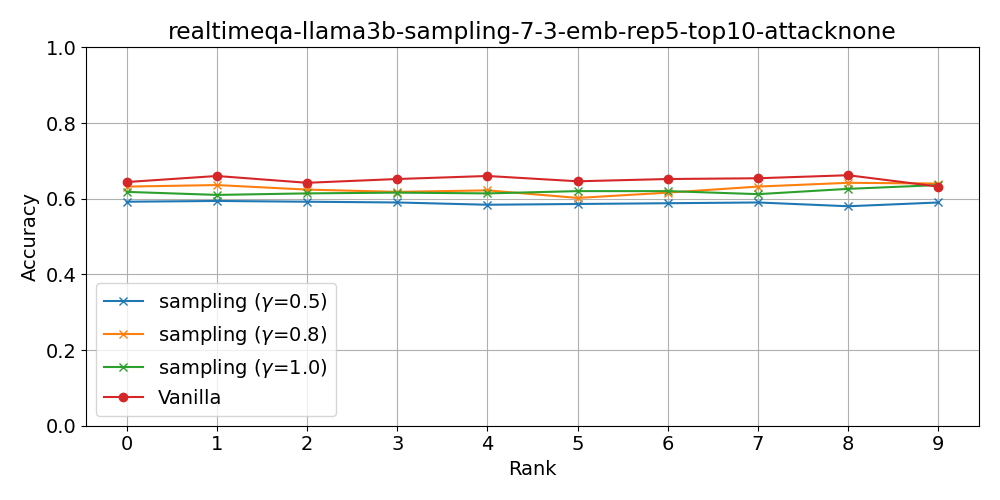 realtimeqa-llama3b-sampling-7-3-emb-rep5-top10-attacknone
1.0
0.8
0.6
0.4
0.2
0.0
Accuracy
sampling (γ=0.5)
sampling (γ=0.8)
sampling (γ=1.0)
Vanilla
0 1 2 3 4 5 6 7 8 9
Rank